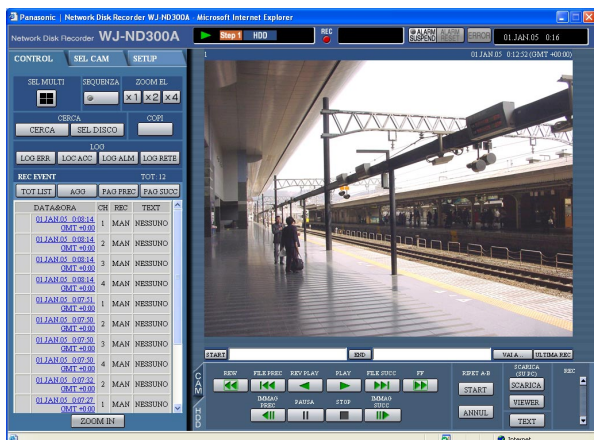 Panasonic | Network Disk Recorder WJ-ND300A - Microsoft Internet Explorer
Network Disk Recorder WJ-ND300A
Step 1 HDD
REC
ALARM SUSPEND
ALARM RESET
ERROR
01.JAN.05 0:16
CONTROL SEL CAM SETUP
1 01.JAN.05 0:12:52 (GMT +00:00)
SEL MULTI SEQUENZA ZOOM EL
x1 x2 x4
CERCA COPI
CERCA SEL DISCO
LOG
LOG ERR LOC ACC LOG ALM LOG RETE
REC EVENT TOT: 12
TOT LIST AGG PAG PREC PAG SUCC
DATA&ORA CH REC TEXT
01.JAN.05 0:08:14 GMT +0:00 1 MAN NESSUNO
01.JAN.05 0:08:14 GMT +0:00 2 MAN NESSUNO
01.JAN.05 0:08:14 GMT +0:00 3 MAN NESSUNO
01.JAN.05 0:08:14 GMT +0:00 4 MAN NESSUNO
01.JAN.05 0:07:51 GMT +0:00 1 MAN NESSUNO
01.JAN.05 0:07:50 GMT +0:00 2 MAN NESSUNO
01.JAN.05 0:07:50 GMT +0:00 3 MAN NESSUNO
01.JAN.05 0:07:50 GMT +0:00 4 MAN NESSUNO
01.JAN.05 0:07:32 GMT +0:00 2 MAN NESSUNO
01.JAN.05 0:07:27 GMT +0:00 1 MAN NESSUNO
ZOOM IN
START END VAI A... ULTIMA REC
CAM
HDD
REW FILE PREC REV PLAY PLAY FILE SUCC FF
IMMAG PREC PAUSA STOP IMMAG SUCC
REPET A-B
START
ANNUL
SCARICA (SU PC)
SCARICA
VIEWER
TEXT
REC
Internet